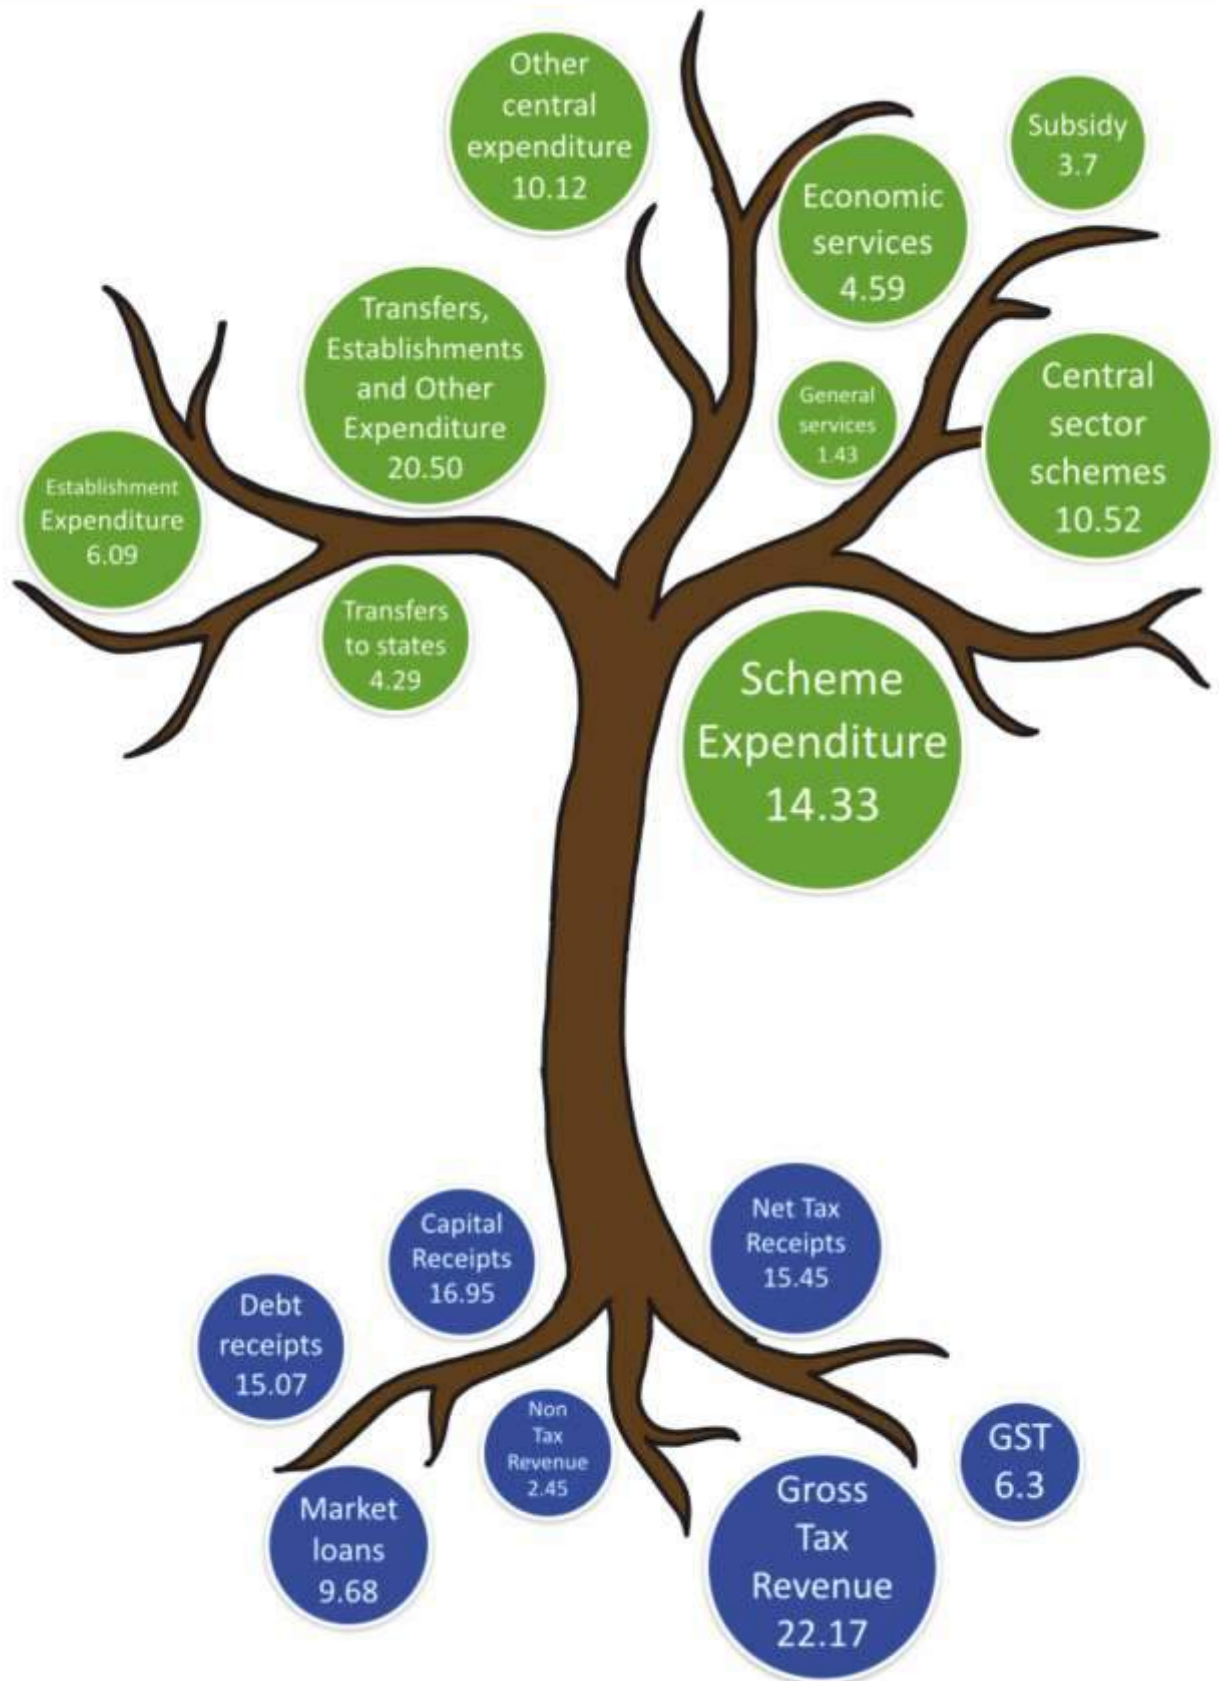 Other
central
expenditure
10.12
Subsidy
3.7
Economic
services
4.59
Transfers,
Establishments
and Other
Expenditure
20.50
General
services
1.43
Central
sector
schemes
10.52
Establishment
Expenditure
6.09
Transfers
to states
4.29
Scheme
Expenditure
14.33
Capital
Receipts
16.95
Net Tax
Receipts
15.45
Debt
receipts
15.07
Non
Tax
Revenue
2.45
GST
6.3
Market
loans
9.68
Gross
Tax
Revenue
22.17